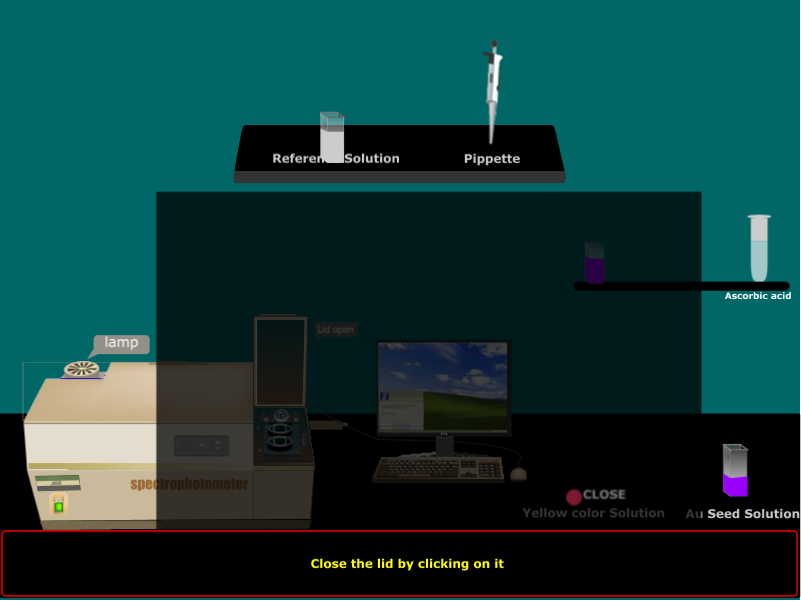 Reference Solution
Pippette
Ascorbic acid
Lid open
lamp
spectrophotometer
CLOSE
Yellow color Solution
Au Seed Solution
Close the lid by clicking on it